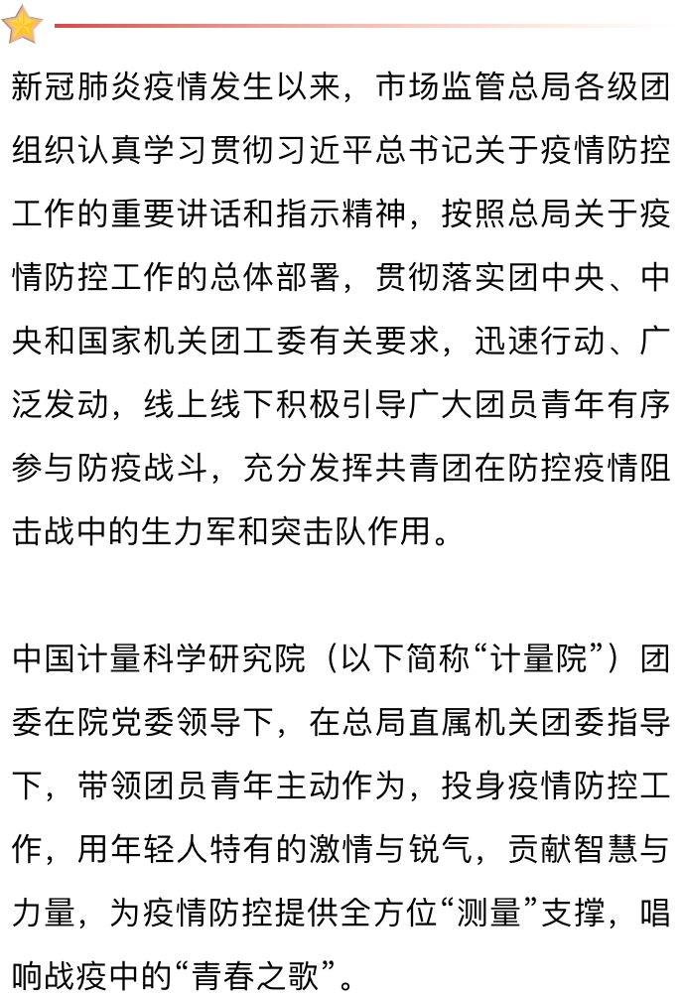 新冠肺炎疫情发生以来，市场监管总局各级团
组织认真学习贯彻习近平总书记关于疫情防控
工作的重要讲话和指示精神，按照总局关于疫
情防控工作的总体部署，贯彻落实团中央、中
央和国家机关团工委有关要求，迅速行动、广
泛发动，线上线下积极引导广大团员青年有序
参与防疫战斗，充分发挥共青团在防控疫情阻
击战中的生力军和突击队作用。
中国计量科学研究院（以下简称“计量院”）团
委在院党委领导下，在总局直属机关团委指导
下，带领团员青年主动作为，投身疫情防控工
作，用年轻人特有的激情与锐气，贡献智慧与
力量，为疫情防控提供全方位“测量”支撑，唱
响战疫中的“青春之歌”。